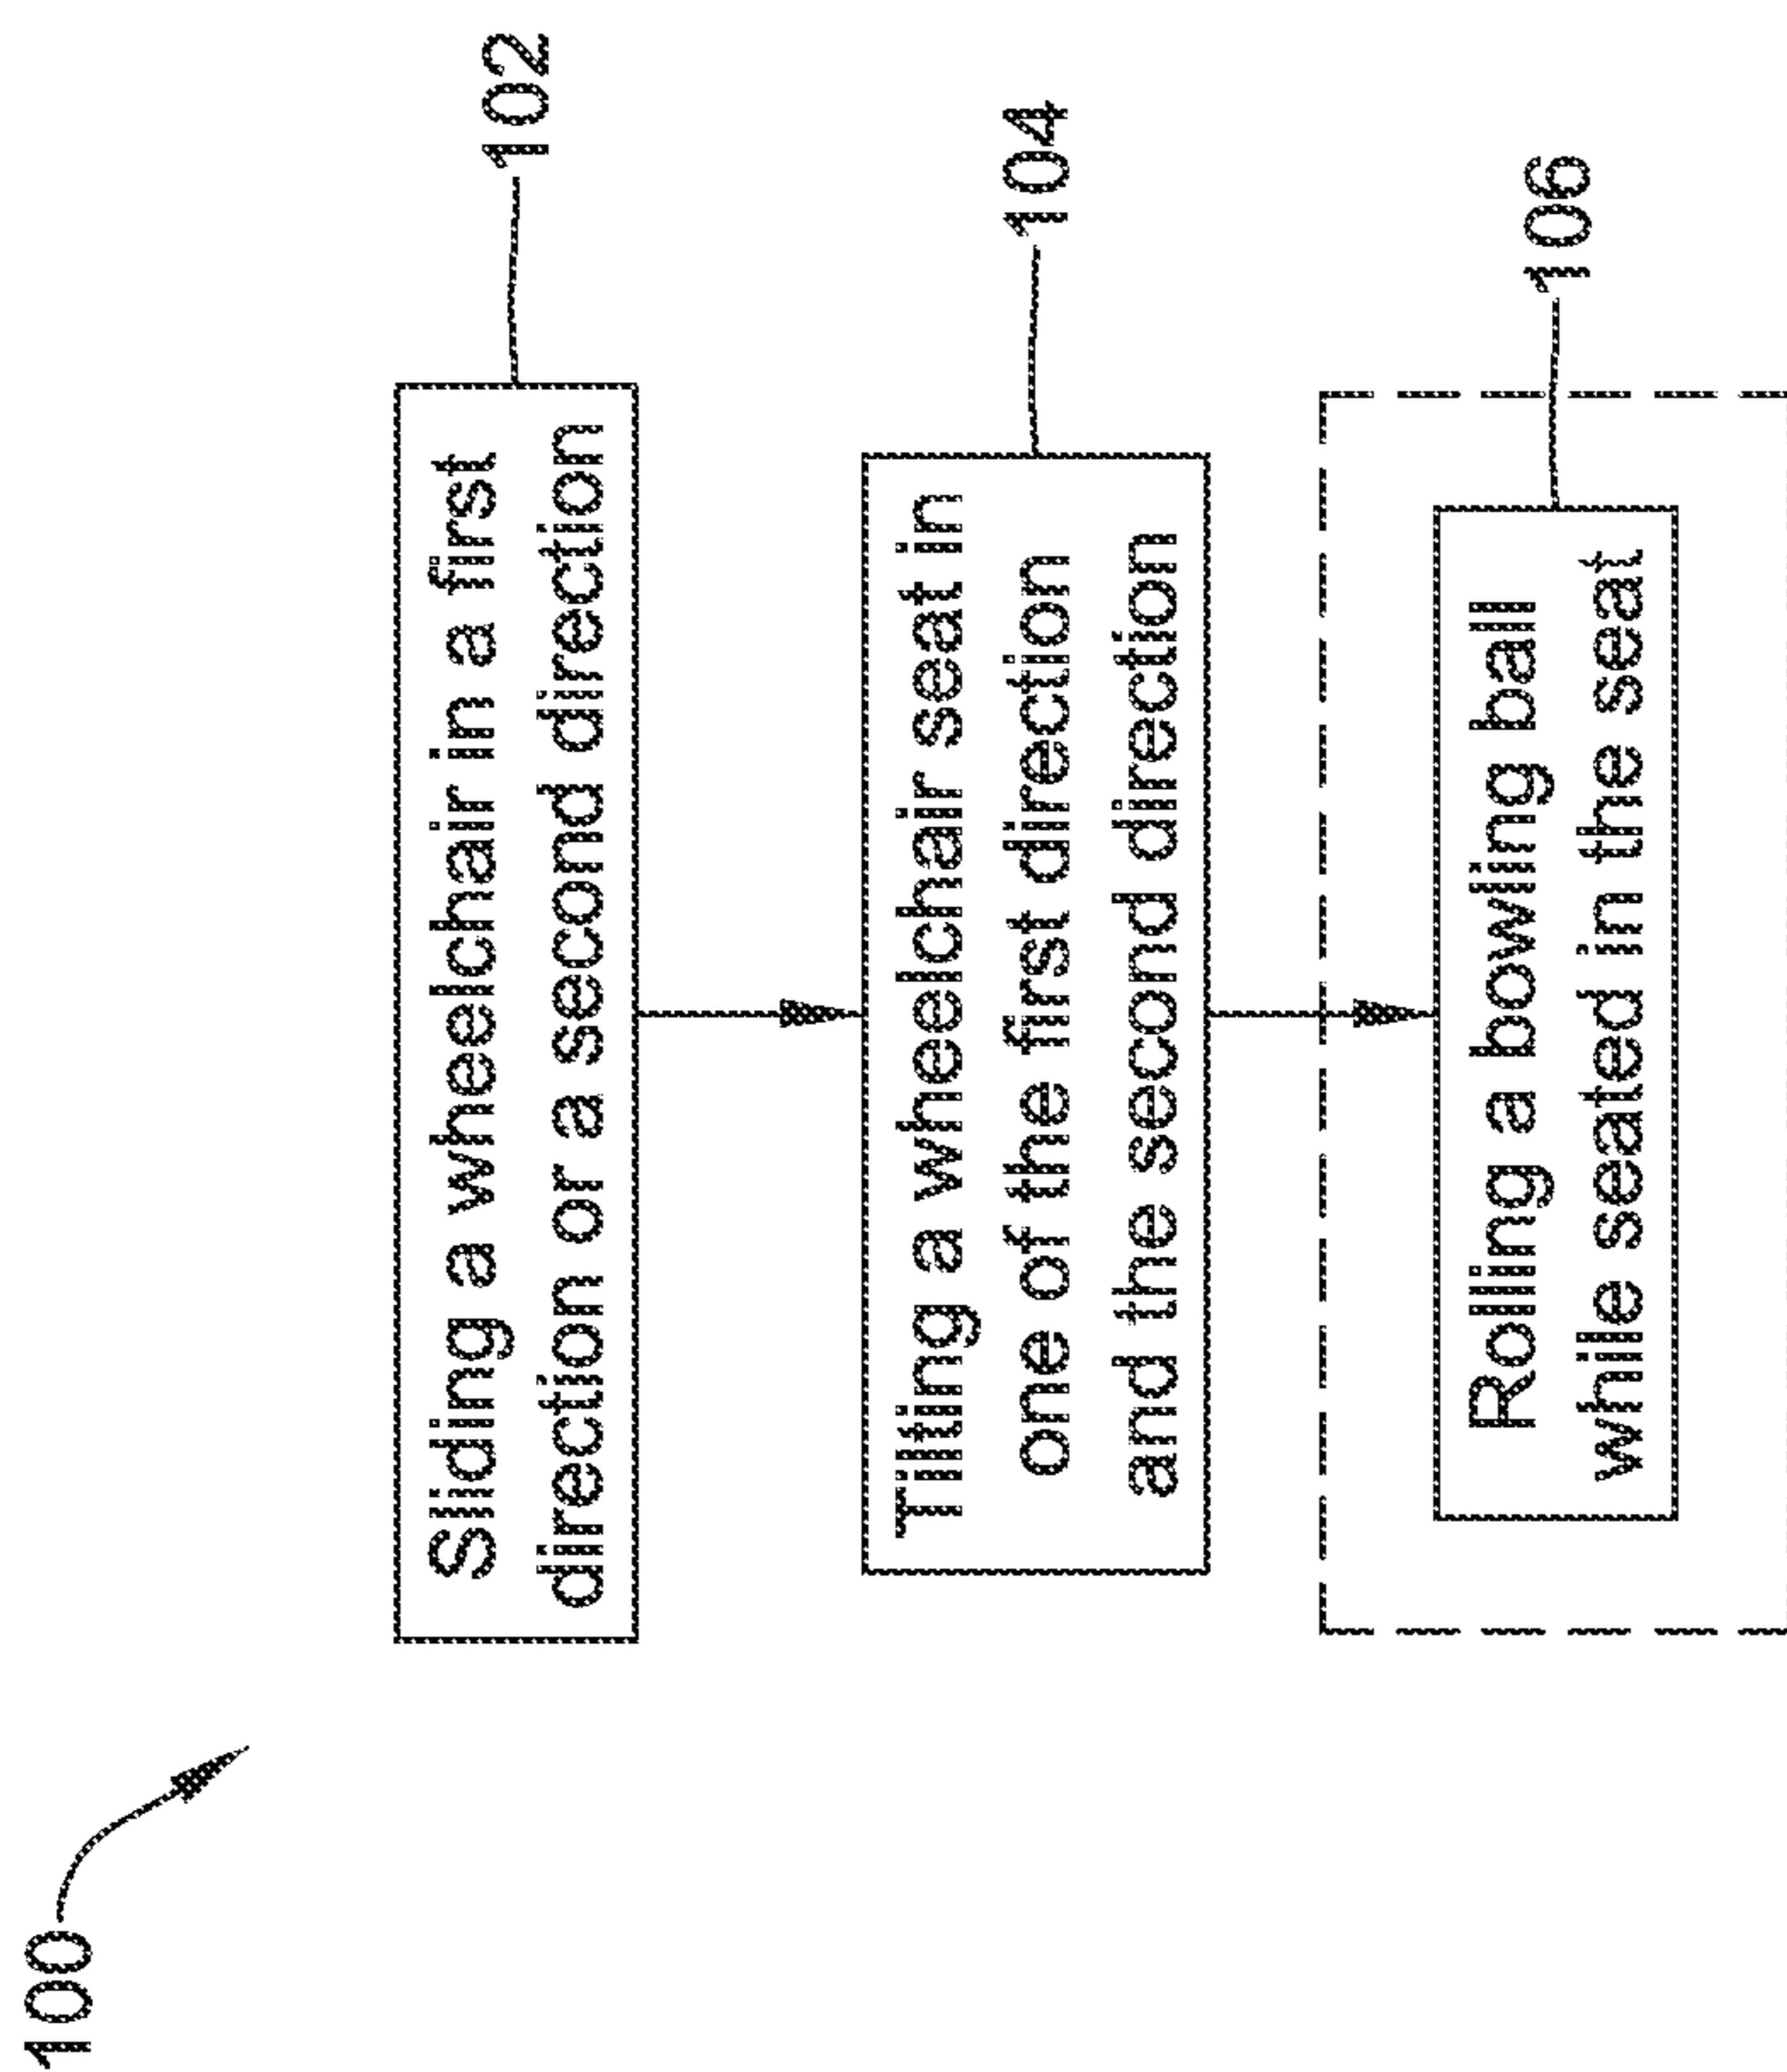 100
Sliding a wheelchair in a first
direction or a second direction
102
Tilting a wheelchair seat in
one of the first direction
and the second direction
104
Rolling a bowling ball
while seated in the seat
106